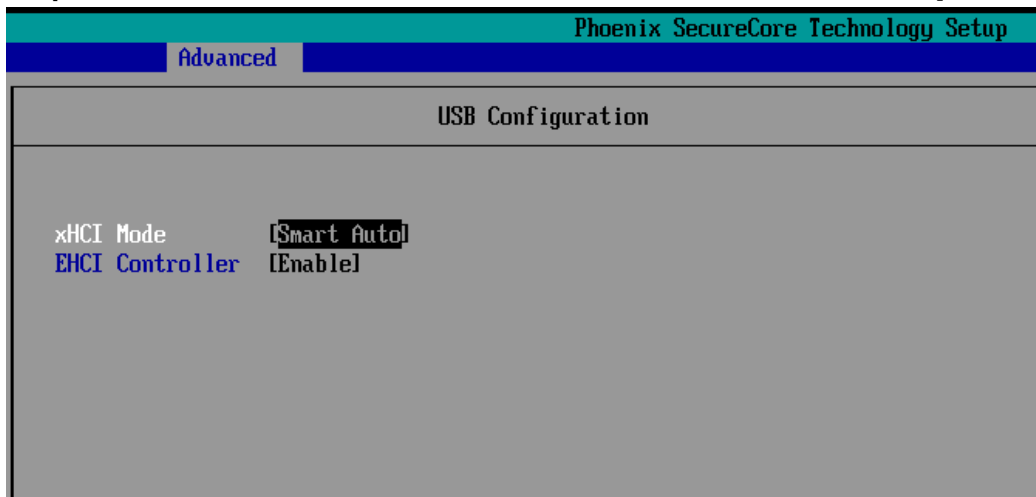 Phoenix SecureCore Technology Setup
Advanced
USB Configuration
xHCI Mode [Smart Auto]
EHCI Controller [Enable]